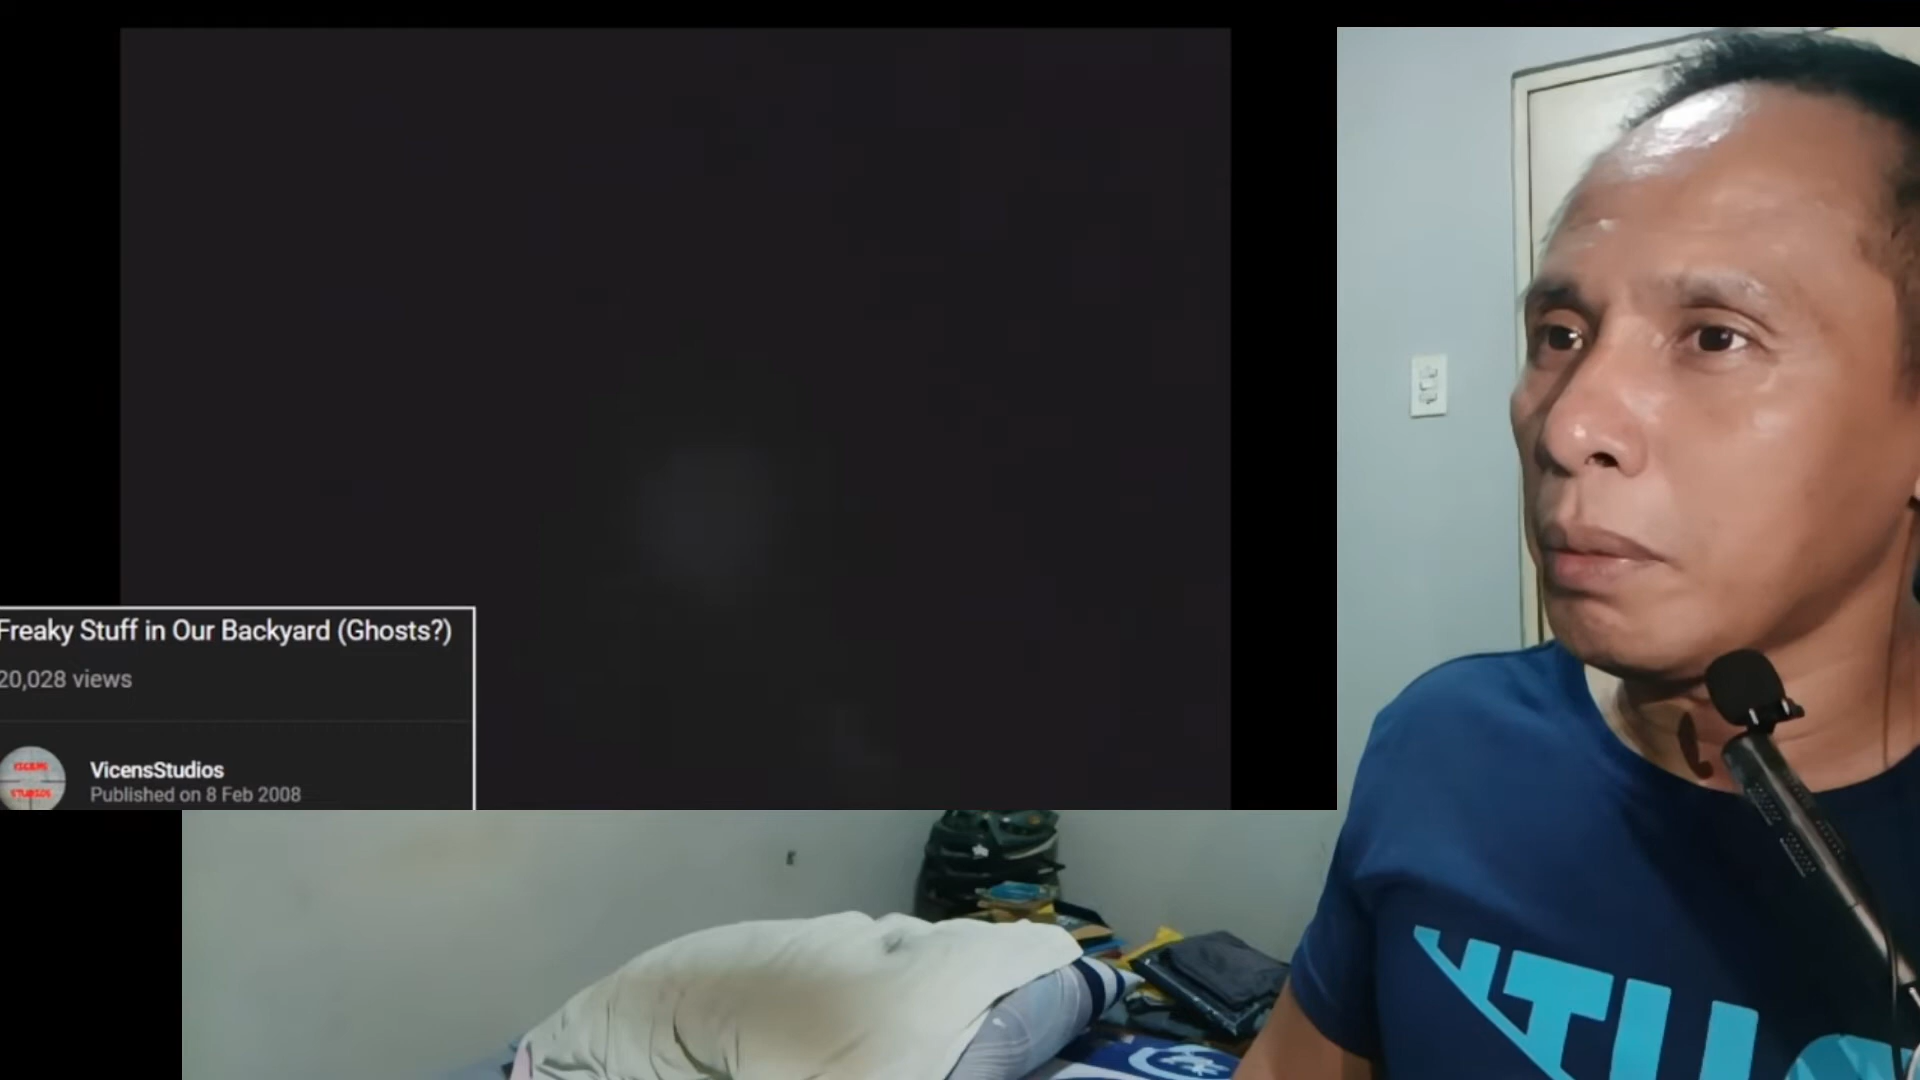 Freaky Stuff in Our Backyard (Ghosts?)
20,028 views
VicensStudios
Published on 8 Feb 2008